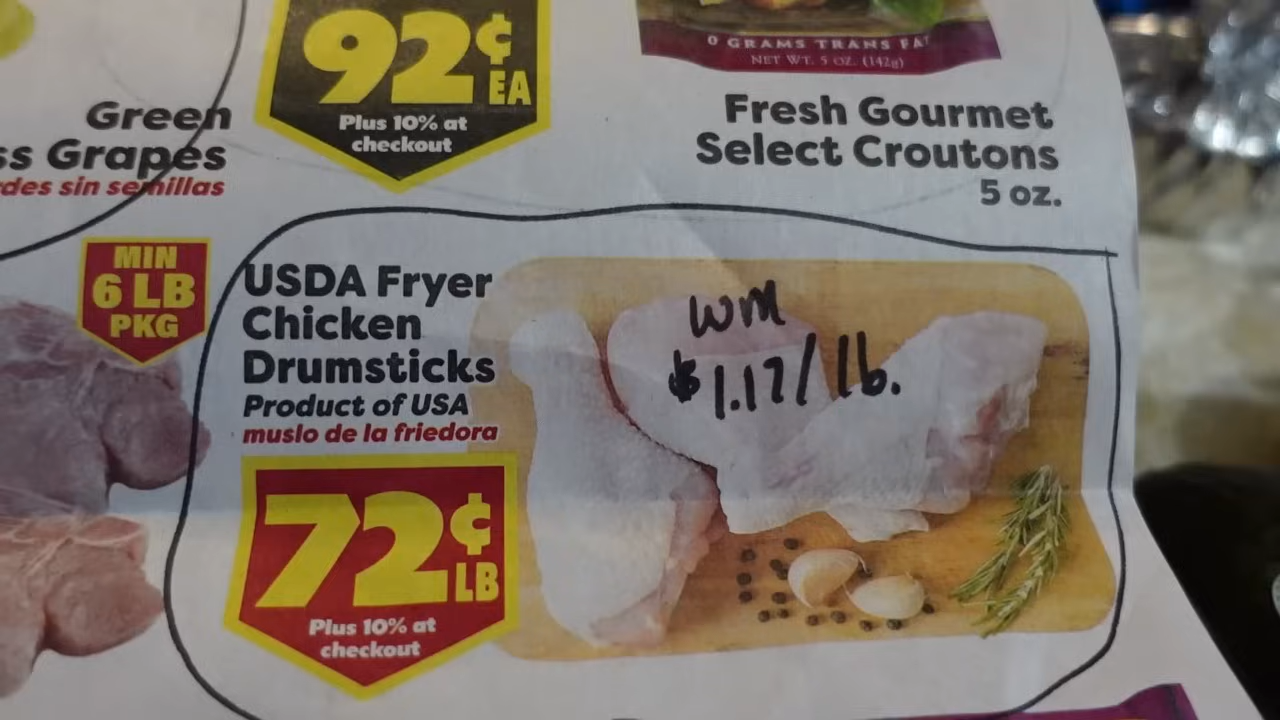 92¢
EA
Plus 10% at
checkout
0 GRAMS TRANS FAT
NET WT. 5 OZ. (142g)
Fresh Gourmet
Select Croutons
5 oz.
Green
Grapes
sin semillas
MIN
6 LB
PKG
USDA Fryer
Chicken
Drumsticks
Product of USA
muslo de la friedora
72¢
LB
Plus 10% at
checkout
WM
$1.17/lb.